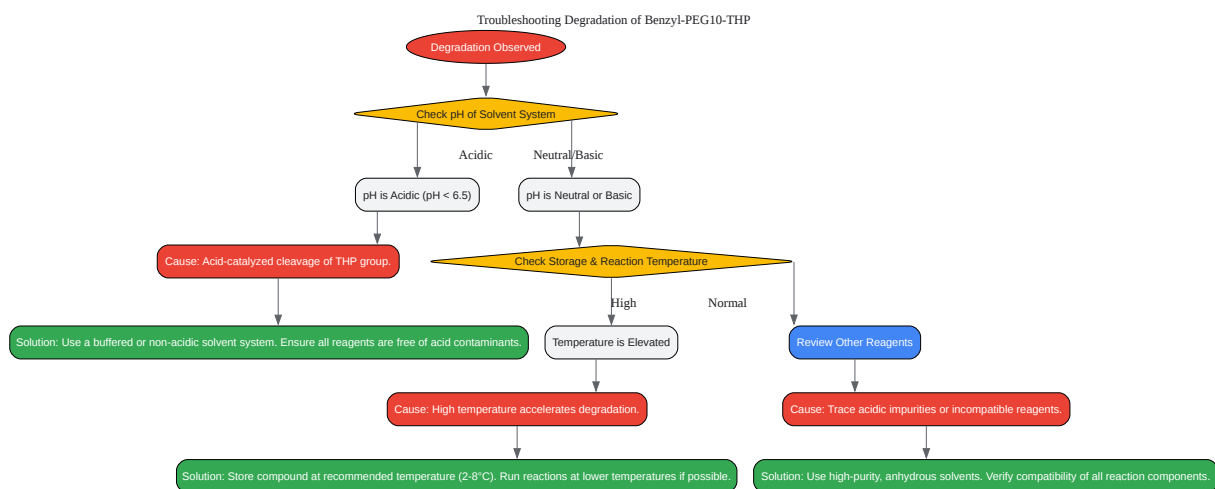 Troubleshooting Degradation of Benzyl-PEG10-THP
Degradation Observed
Check pH of Solvent System
Acidic
Neutral/Basic
pH is Acidic (pH < 6.5)
pH is Neutral or Basic
Cause: Acid-catalyzed cleavage of THP group.
Check Storage & Reaction Temperature
High
Normal
Solution: Use a buffered or non-acidic solvent system. Ensure all reagents are free of acid contaminants.
Temperature is Elevated
Review Other Reagents
Cause: High temperature accelerates degradation.
Cause: Trace acidic impurities or incompatible reagents.
Solution: Store compound at recommended temperature (2-8°C). Run reactions at lower temperatures if possible.
Solution: Use high-purity, anhydrous solvents. Verify compatibility of all reaction components.